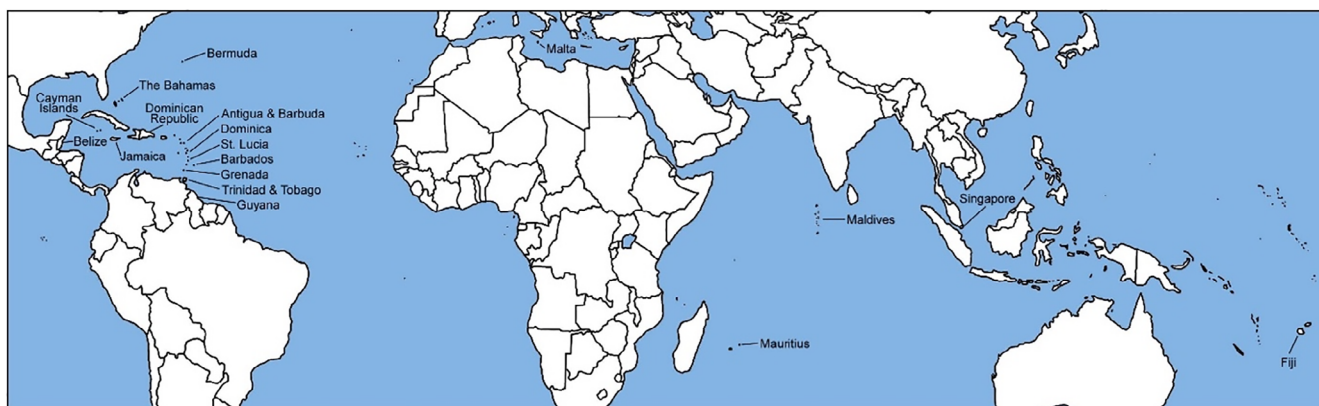 Bermuda
Malta
The Bahamas
Cayman
Islands
Dominican
Republic
Antigua & Barbuda
Dominica
Belize
St. Lucia
Jamaica
Barbados
Grenada
Trinidad & Tobago
Guyana
Singapore
Maldives
Mauritius
Fiji